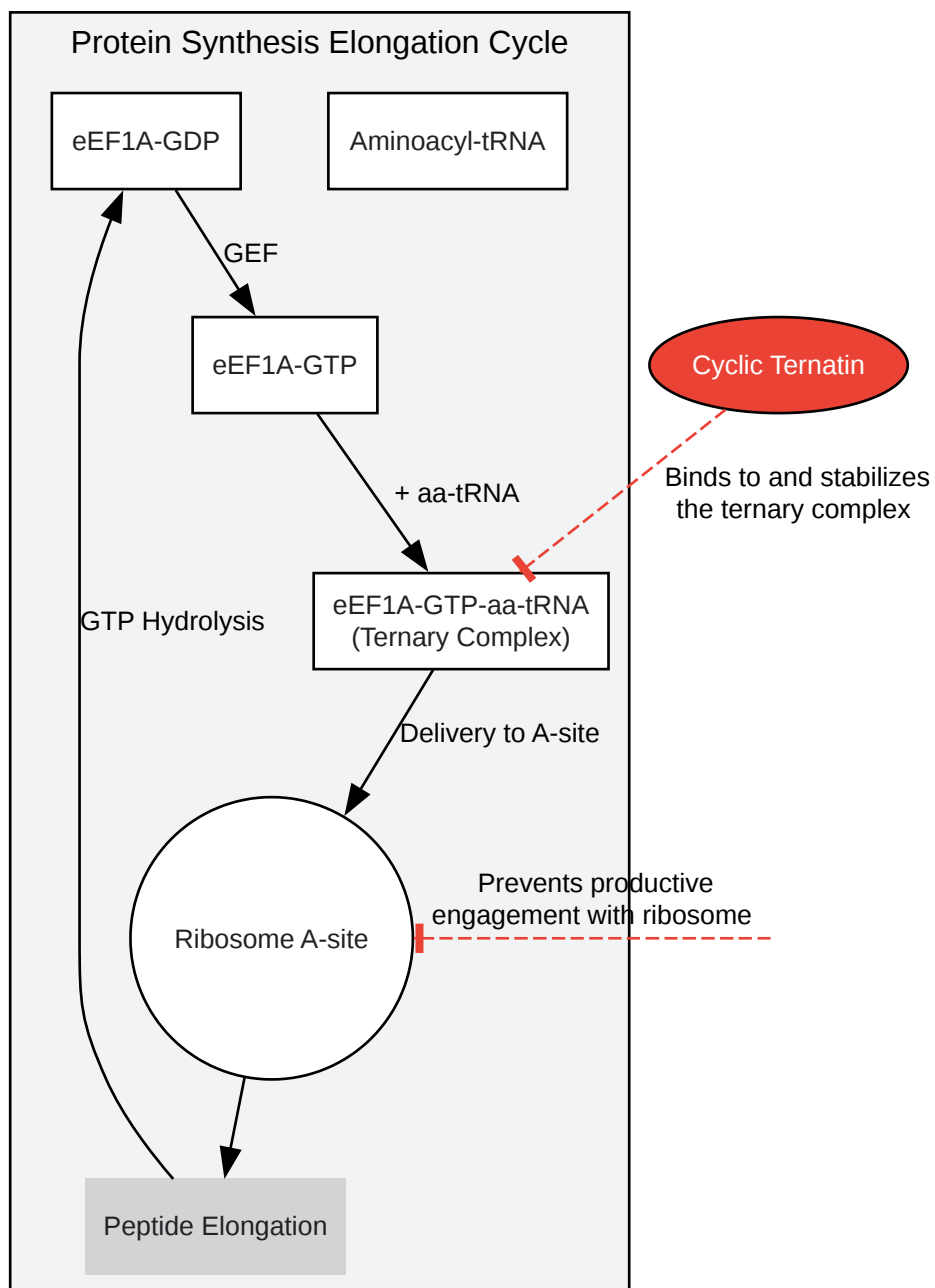 Protein Synthesis Elongation Cycle
eEF1A-GDP
Aminoacyl-tRNA
GEF
eEF1A-GTP
Cyclic Ternatin
+ aa-tRNA
Binds to and stabilizes
the ternary complex
eEF1A-GTP-aa-tRNA
(Ternary Complex)
GTP Hydrolysis
Delivery to A-site
Prevents productive
engagement with ribosome
Ribosome A-site
Peptide Elongation